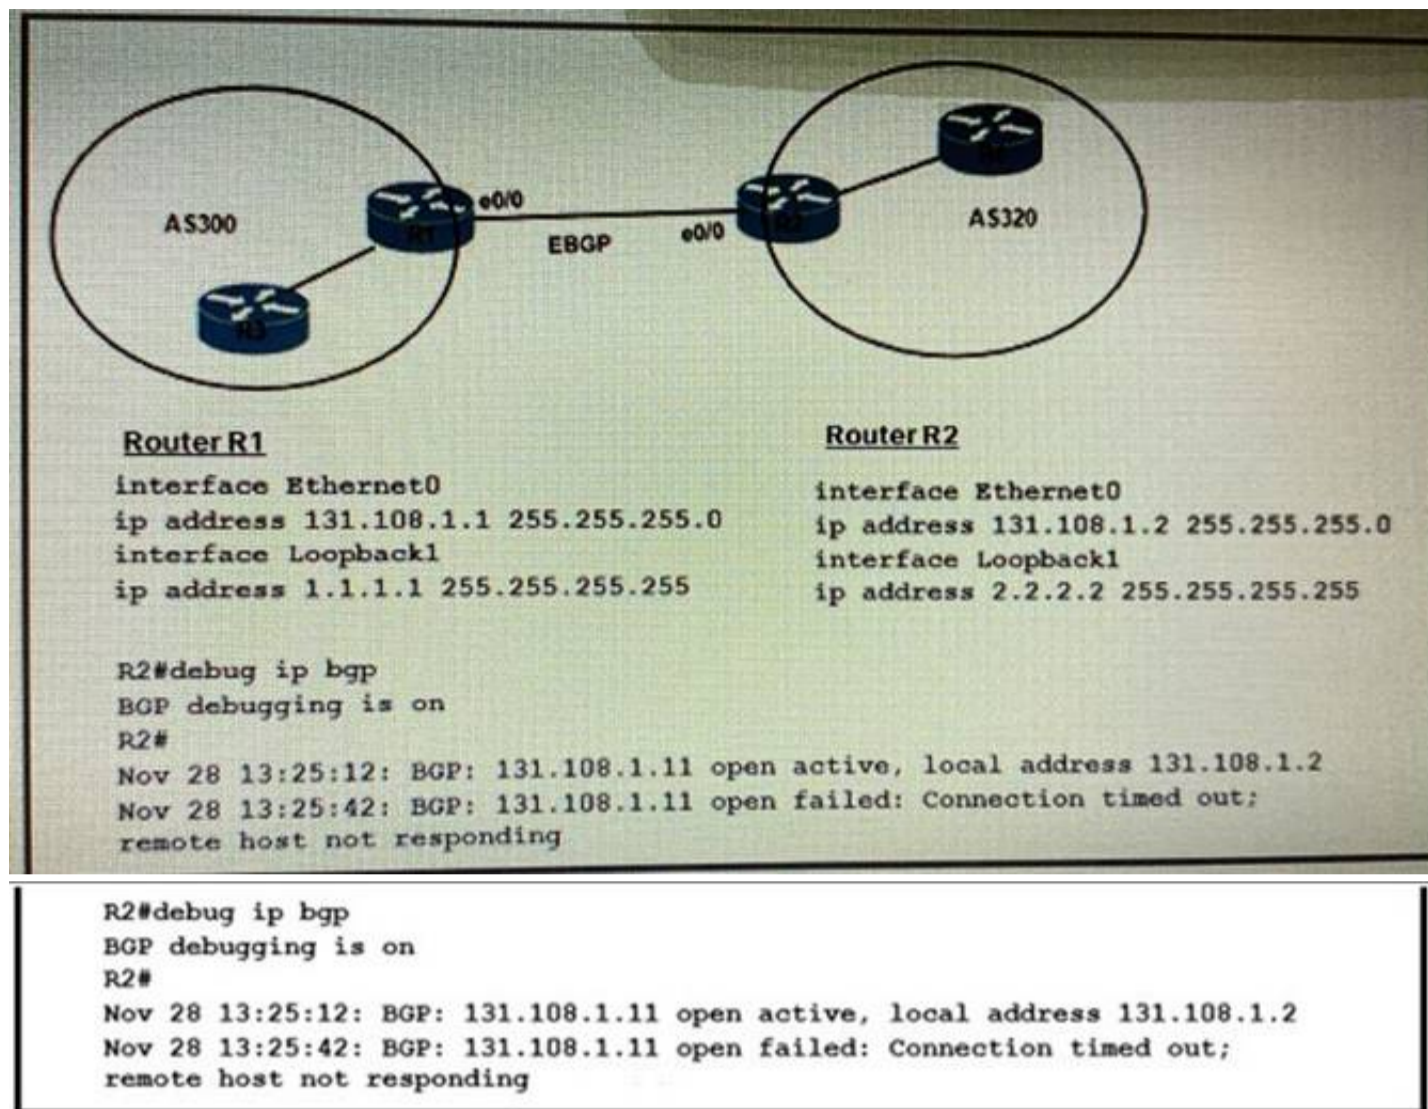 AS300
R1
e0/0
EBGP
e0/0
R2
AS320
R3
Router R1
interface Ethernet0
ip address 131.108.1.1 255.255.255.0
interface Loopback1
ip address 1.1.1.1 255.255.255.255
Router R2
interface Ethernet0
ip address 131.108.1.2 255.255.255.0
interface Loopback1
ip address 2.2.2.2 255.255.255.255
R2#debug ip bgp
BGP debugging is on
R2#
Nov 28 13:25:12: BGP: 131.108.1.11 open active, local address 131.108.1.2
Nov 28 13:25:42: BGP: 131.108.1.11 open failed: Connection timed out;
remote host not responding
R2#debug ip bgp
BGP debugging is on
R2#
Nov 28 13:25:12: BGP: 131.108.1.11 open active, local address 131.108.1.2
Nov 28 13:25:42: BGP: 131.108.1.11 open failed: Connection timed out;
remote host not responding